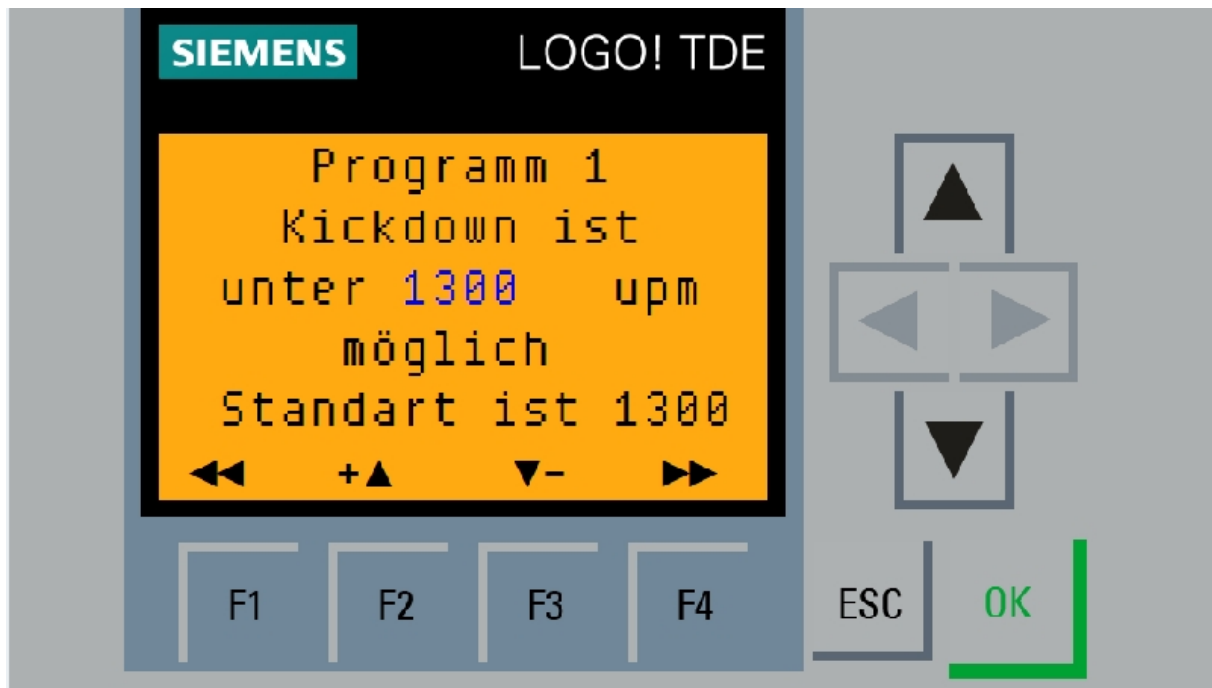 SIEMENS LOGO! TDE
Programm 1
Kickdown ist
unter 1300 upm
möglich
Standart ist 1300
◀◀ +▲ ▼- ▶▶
F1 F2 F3 F4 ESC OK